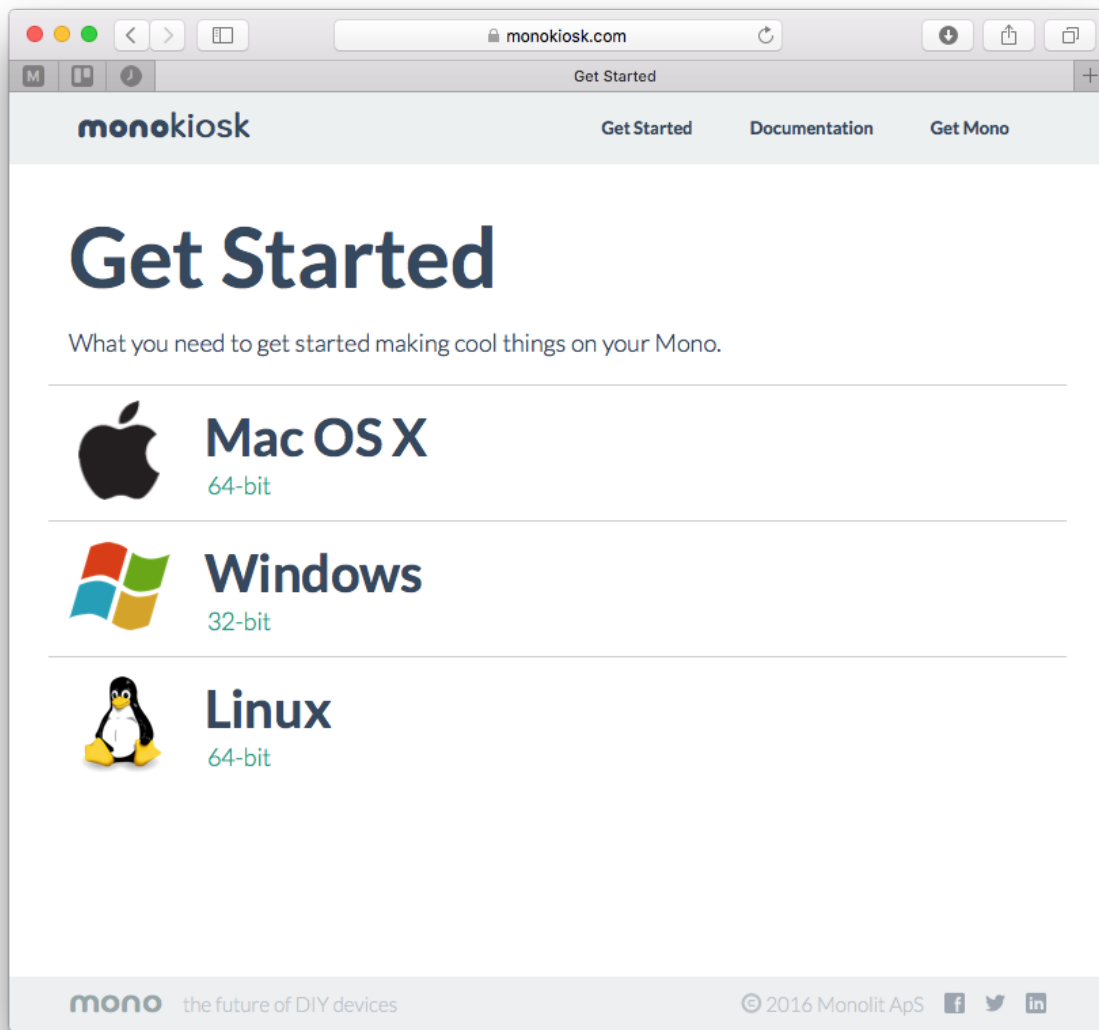 monokiosk.com
M
Get Started
monokiosk
Get Started Documentation Get Mono
Get Started
What you need to get started making cool things on your Mono.
Mac OS X
64-bit
Windows
32-bit
Linux
64-bit
mono the future of DIY devices © 2016 Monolit ApS f in